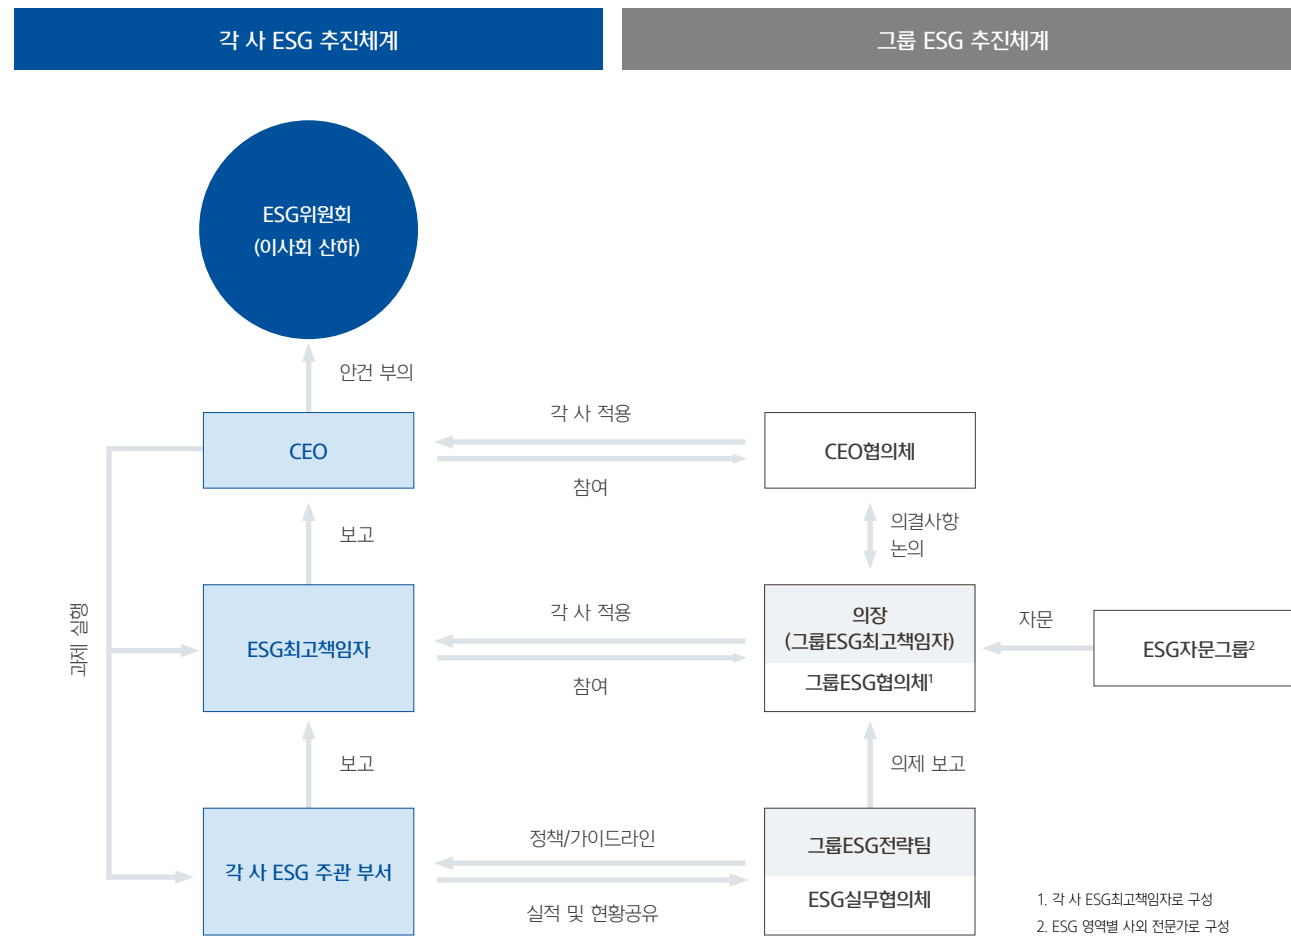 각 사 ESG 추진체계
그룹 ESG 추진체계
ESG위원회
(이사회 산하)
안건 부의
CEO
각 사 적용
참여
CEO협의체
보고
의결사항
논의
과제 실행
ESG최고책임자
각 사 적용
참여
의장
(그룹ESG최고책임자)
그룹ESG협의체1
자문
ESG자문그룹2
보고
의제 보고
각 사 ESG 주관 부서
정책/가이드라인
실적 및 현황공유
그룹ESG전략팀
ESG실무협의체
1. 각 사 ESG최고책임자로 구성
2. ESG 영역별 사외 전문가로 구성